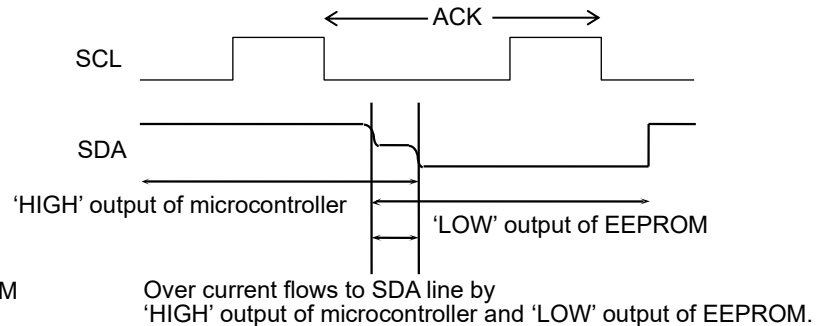 ACK
SCL
SDA
‘HIGH’ output of microcontroller
‘LOW’ output of EEPROM
M
Over current flows to SDA line by
‘HIGH’ output of microcontroller and ‘LOW’ output of EEPROM.